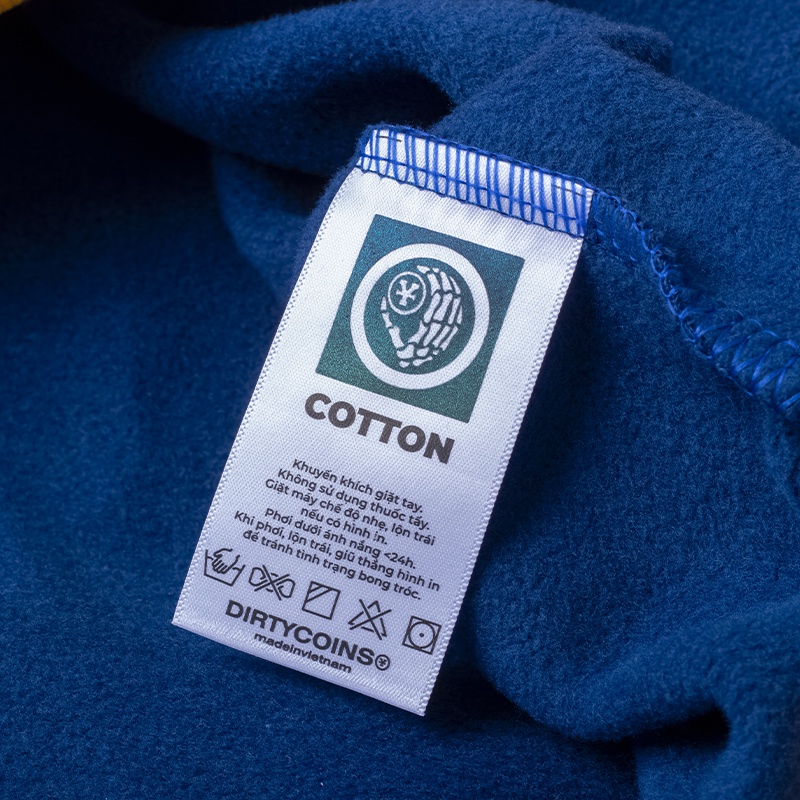 COTTON
Khuyến khích giặt tay.
Không sử dụng thuốc tẩy.
Giặt máy chế độ nhẹ, lộn trái
nếu có hình in.
Phơi dưới ánh nắng <24h.
Khi phơi, lộn trái, giũ thẳng hình in
để tránh tình trạng bong tróc.
DIRTYCOINS
madeinvietnam